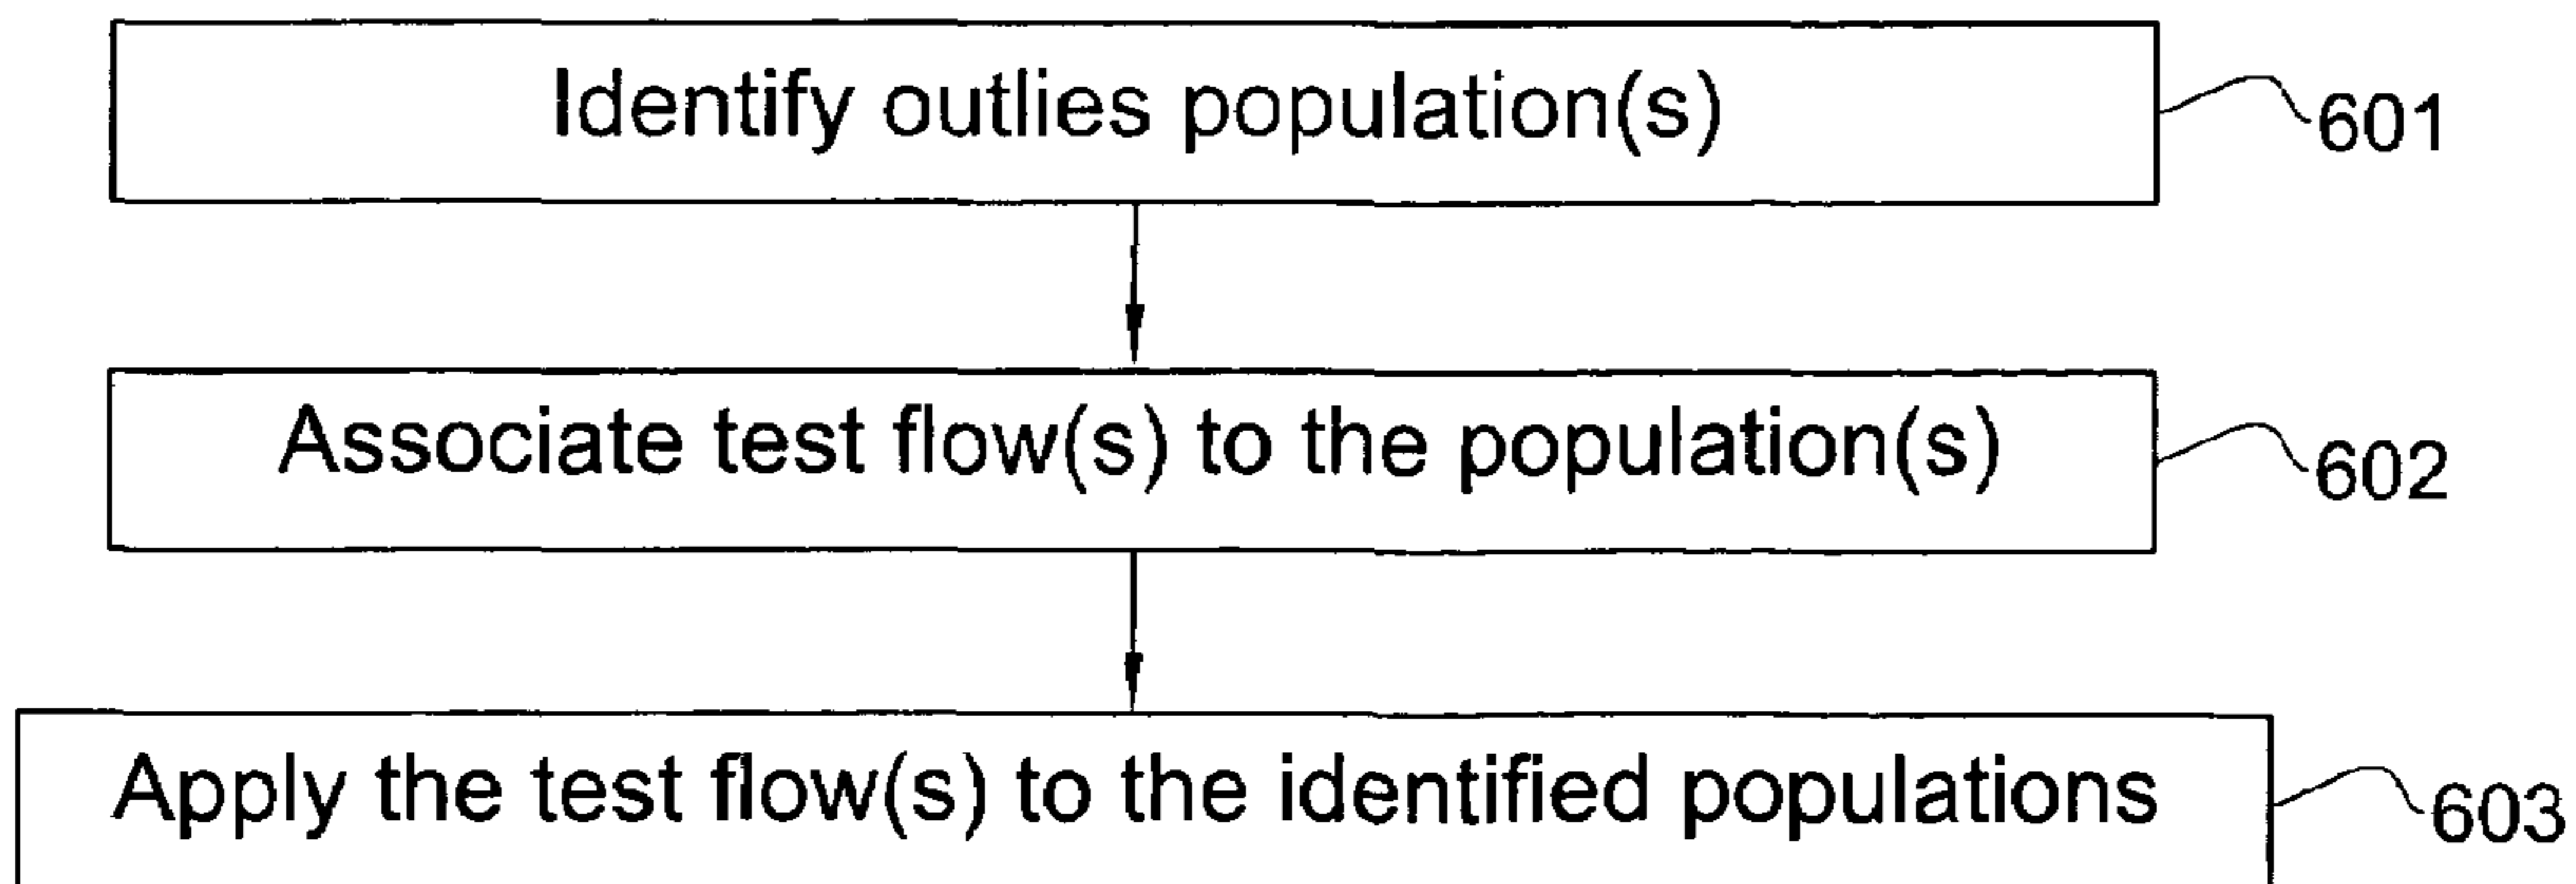 Identify outlies population(s)
601
Associate test flow(s) to the population(s)
602
Apply the test flow(s) to the identified populations
603